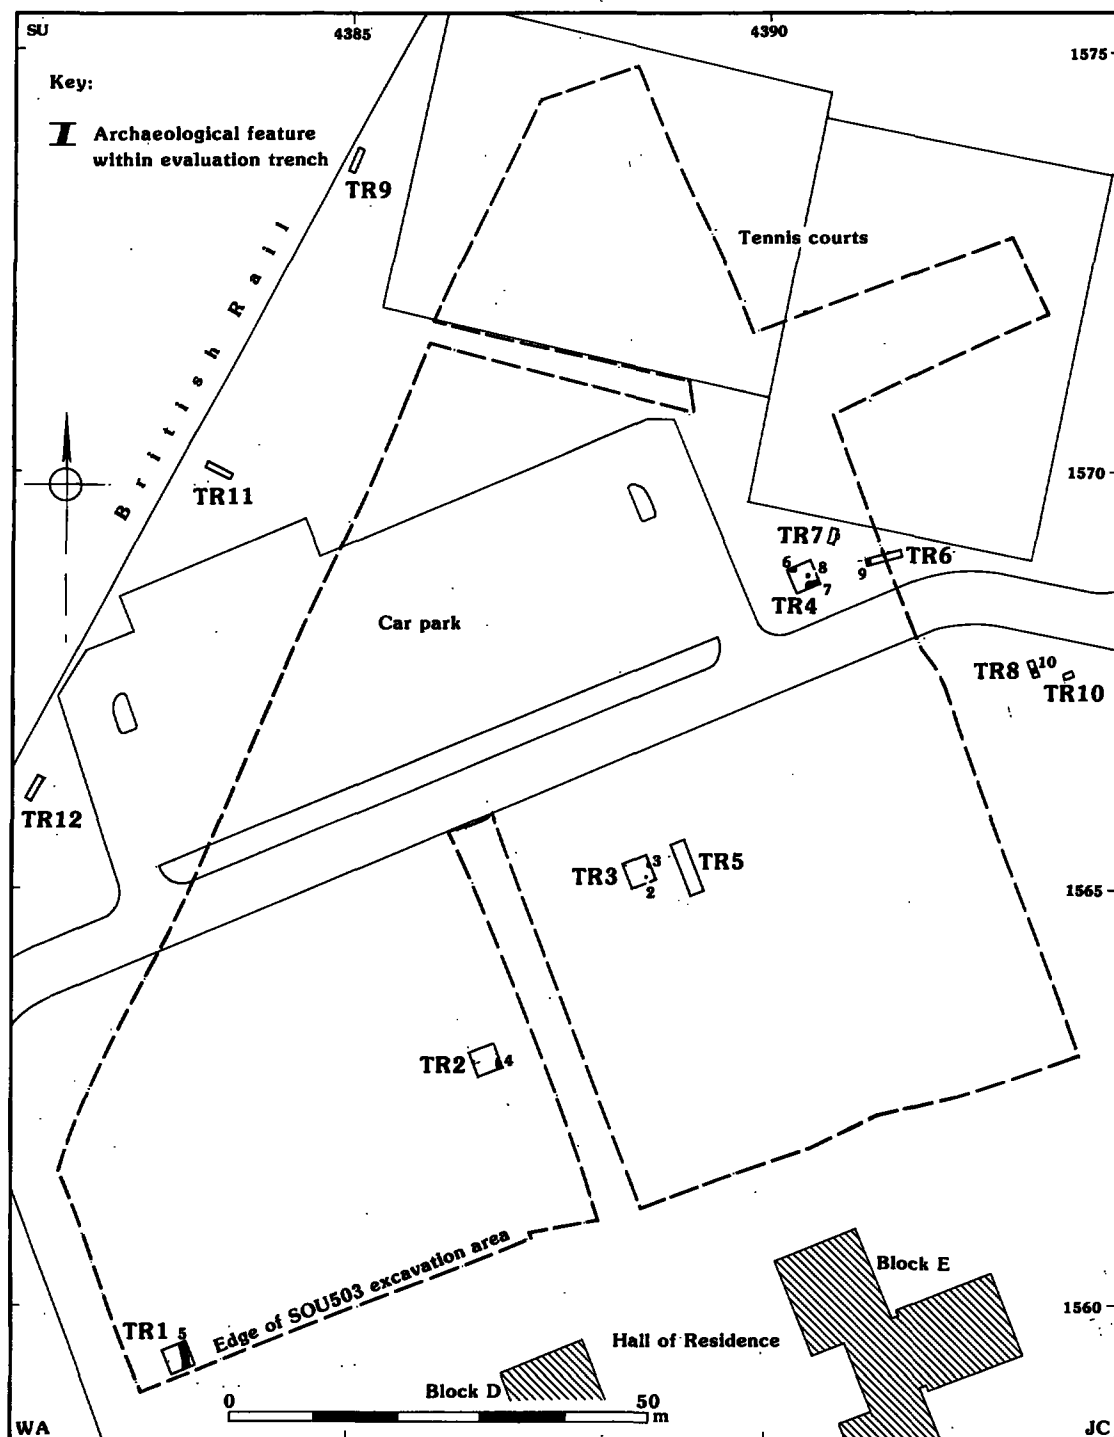 SU
4385
4390
1575
Key:
Archaeological feature
within evaluation trench
TR9
Tennis courts
British Rail
TR11
1570
TR7
TR6
6
8
9
7
TR4
Car park
TR8
10
TR10
TR12
TR3
3
TR5
2
1565
TR2
4
Edge of SOU503 excavation area
Block E
TR1
5
1560
Hall of Residence
Block D
0
50
m
WA
JC